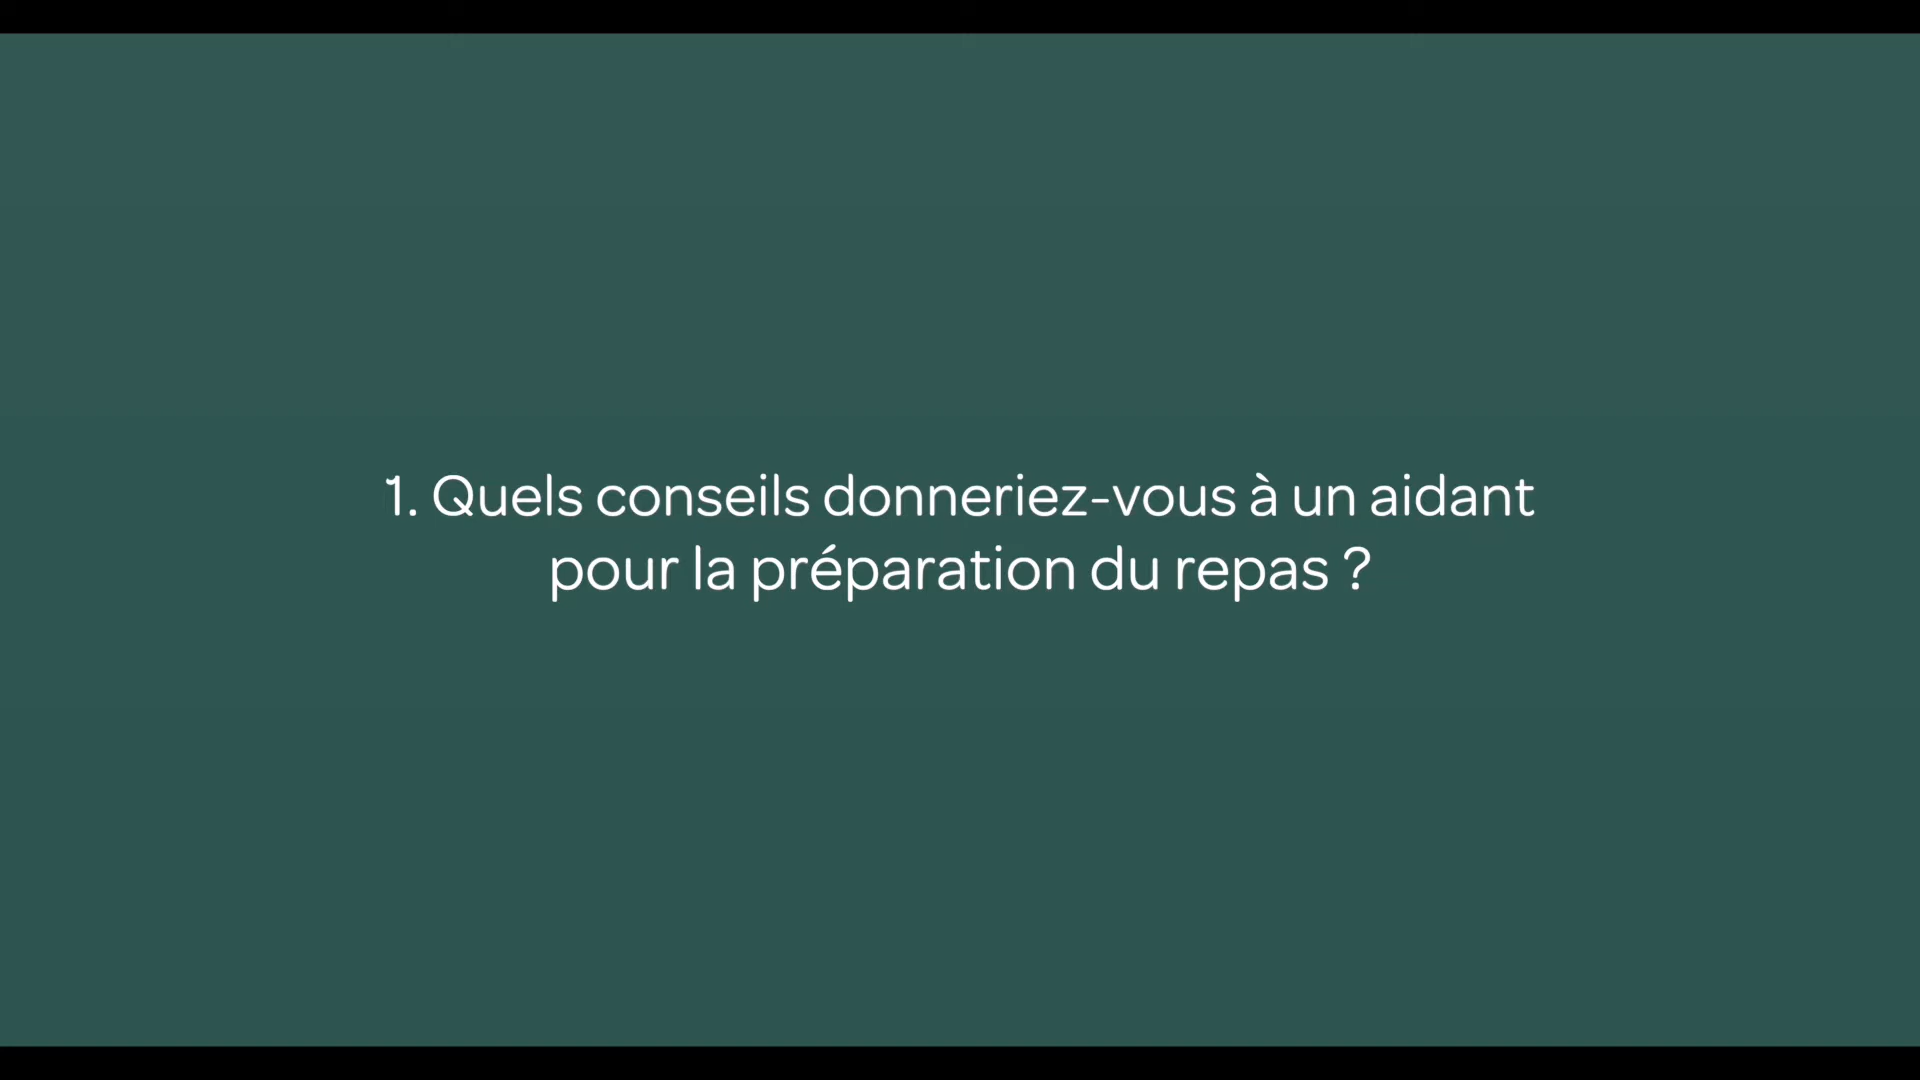 1. Quels conseils donneriez-vous à un aidant
pour la préparation du repas ?